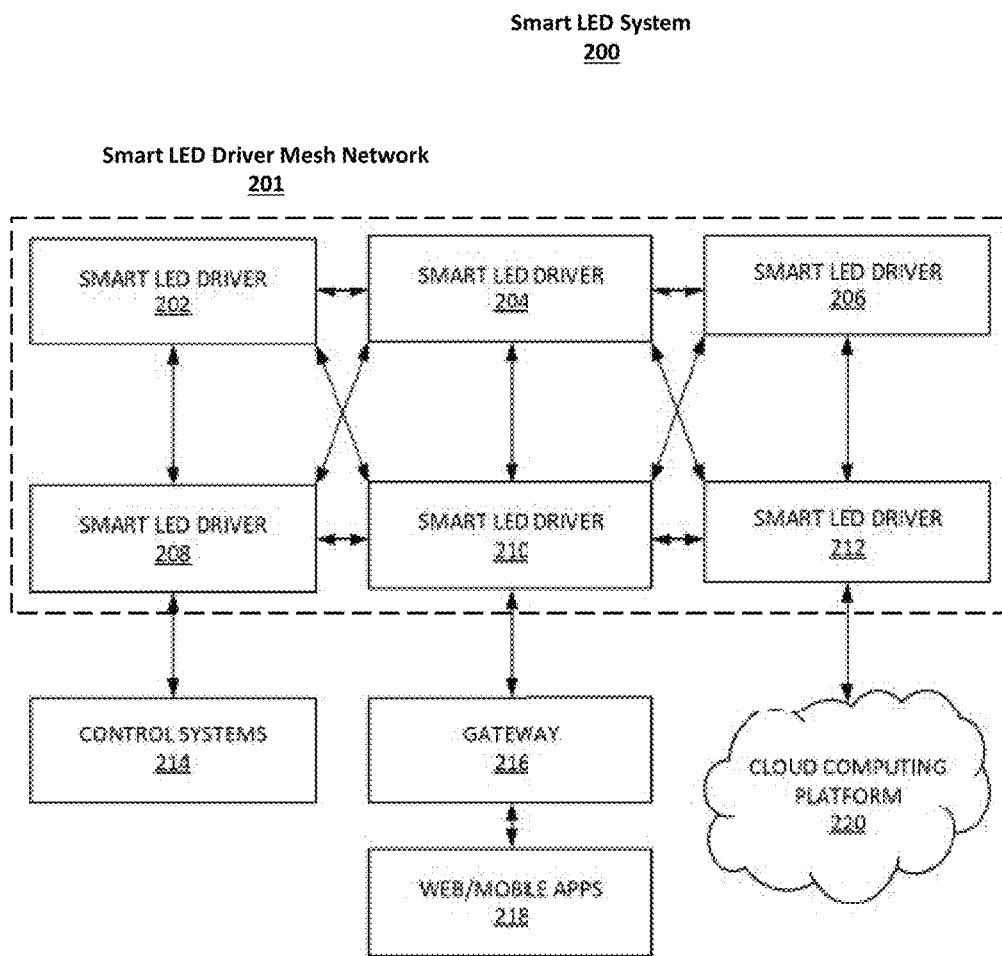 Smart LED System
200
Smart LED Driver Mesh Network
201
SMART LED DRIVER
202
SMART LED DRIVER
204
SMART LED DRIVER
206
SMART LED DRIVER
208
SMART LED DRIVER
210
SMART LED DRIVER
212
CONTROL SYSTEMS
214
GATEWAY
216
CLOUD COMPUTING
PLATFORM
220
WEB/MOBILE APPS
218